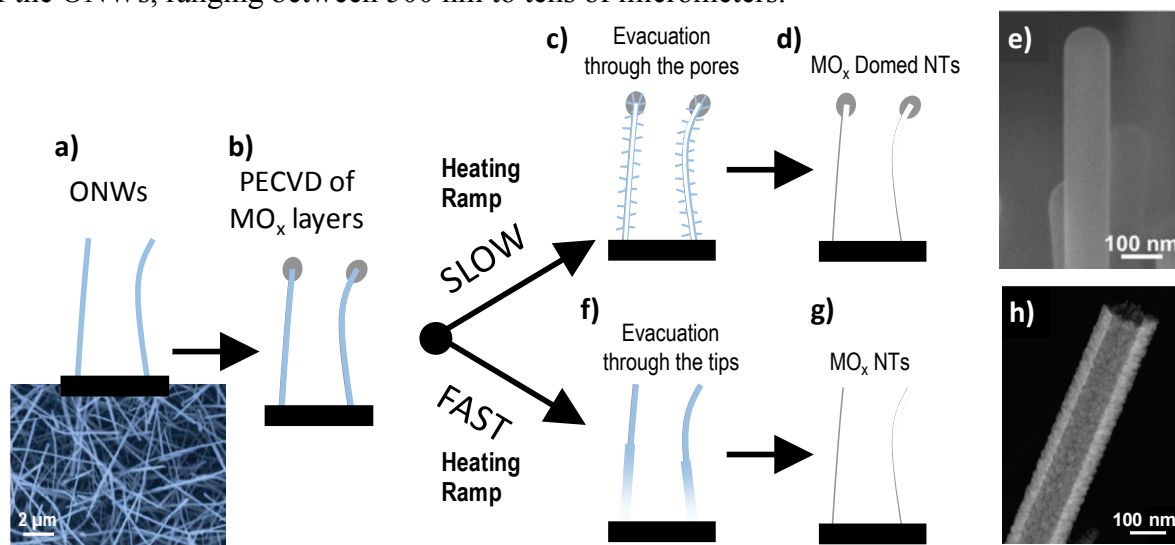 f the ONWs, ranging between 500 nm to tens of micrometers.
a)
ONWs
2 µm
b)
PECVD of
MOx layers
SLOW
Heating
Ramp
FAST
Heating
Ramp
c)
Evacuation
through the pores
d)
MOx Domed NTs
e)
100 nm
f)
Evacuation
through the tips
g)
MOx NTs
h)
100 nm